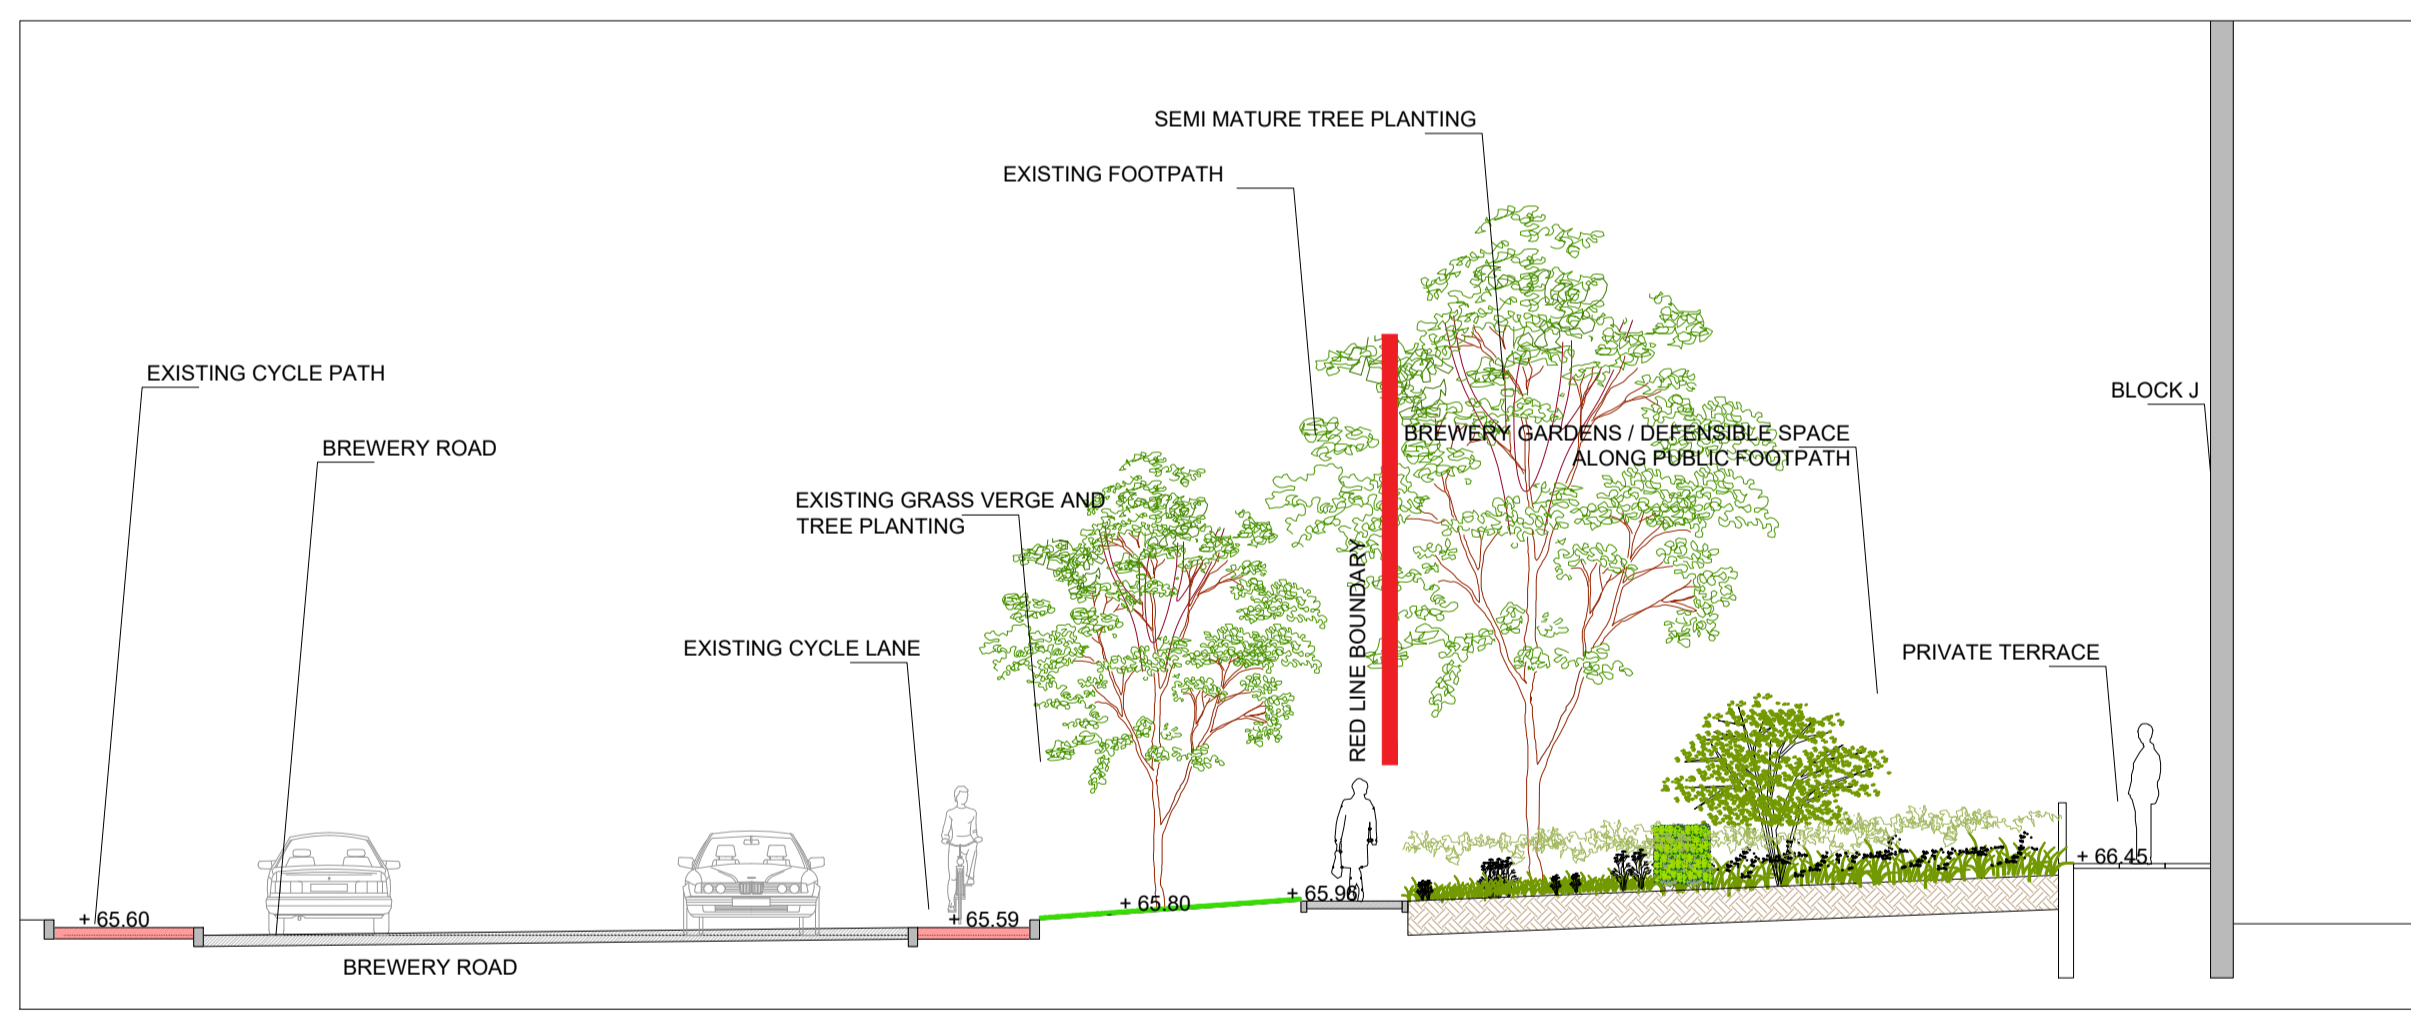 SEMI MATURE TREE PLANTING
EXISTING FOOTPATH
EXISTING CYCLE PATH
BLOCK J
BREWERY ROAD
BREWERY GARDENS / DEFENSIBLE SPACE
ALONG PUBLIC FOOTPATH
EXISTING GRASS VERGE AND
TREE PLANTING
RED LINE BOUNDARY
EXISTING CYCLE LANE
PRIVATE TERRACE
+ 66.45
+ 65.96
+ 65.80
+ 65.60
+ 65.59
BREWERY ROAD